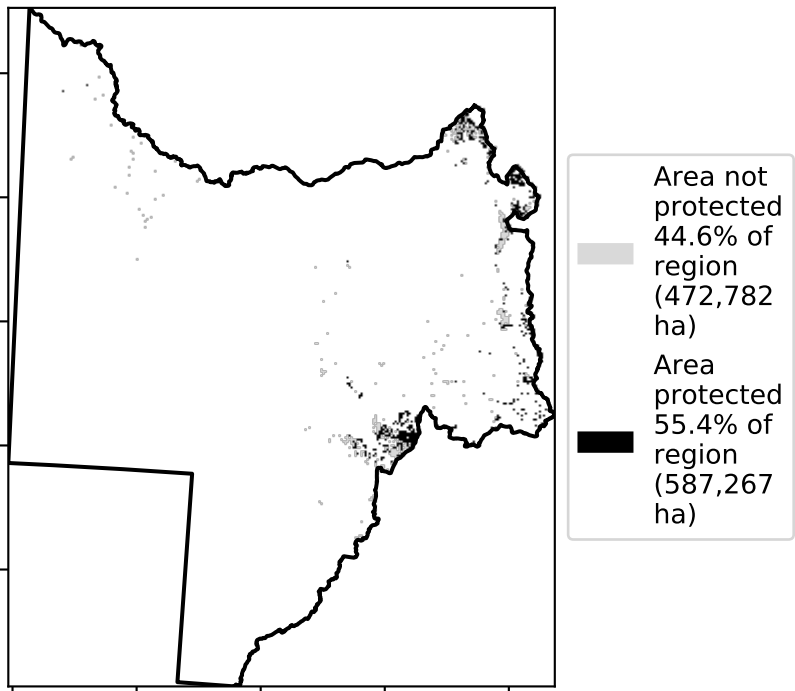 Area not
protected
44.6% of
region
(472,782
ha)
Area
protected
55.4% of
region
(587,267
ha)